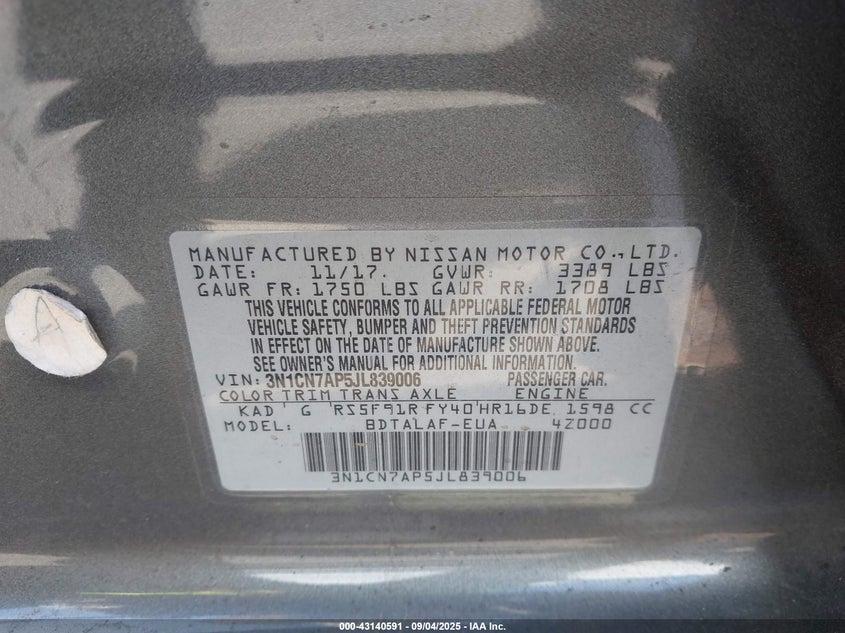 MANUFACTURED BY NISSAN MOTOR CO., LTD.
DATE: 11/17. GVWR: 3389 LBS
GAWR FR: 1750 LBS GAWR RR: 1708 LBS
THIS VEHICLE CONFORMS TO ALL APPLICABLE FEDERAL MOTOR
VEHICLE SAFETY, BUMPER AND THEFT PREVENTION STANDARDS
IN EFFECT ON THE DATE OF MANUFACTURE SHOWN ABOVE.
SEE OWNER'S MANUAL FOR ADDITIONAL INFORMATION.
VIN: 3N1CN7AP5JL839006 PASSENGER CAR.
COLOR TRIM TRANS AXLE ENGINE
KAD G RS5F91R FY40 HR16DE 1598 CC
MODEL: BDTALAF-EUA 4Z000
3N1CN7AP5JL839006
A
000-43140591 - 09/04/2025 - IAA Inc.